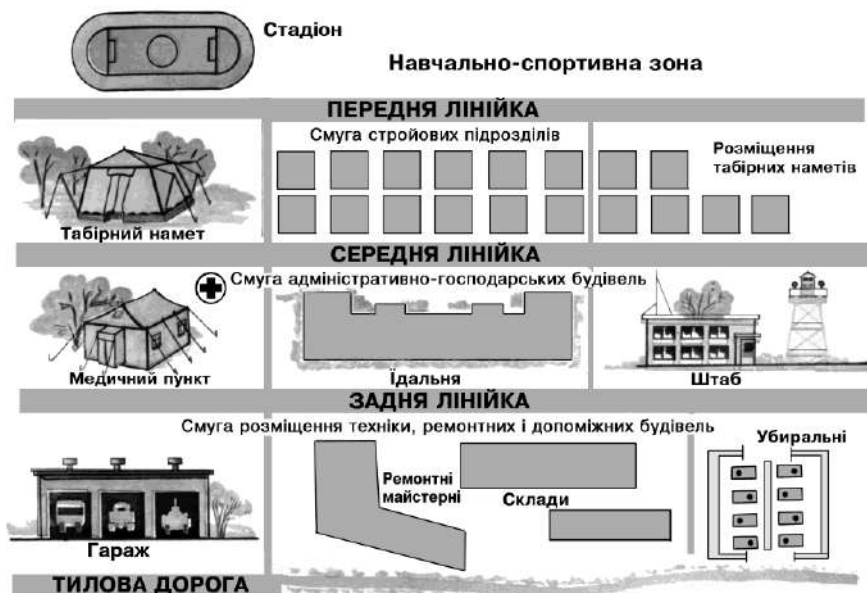 Стадіон
Навчально-спортивна зона
ПЕРЕДНЯ ЛІНІЙКА
Смуга стройових підрозділів
Розміщення
табірних наметів
Табірний намет
СЕРЕДНЯ ЛІНІЙКА
Смуга адміністративно-господарських будівель
Медичний пункт
Їдальня
Штаб
ЗАДНЯ ЛІНІЙКА
Смуга розміщення техніки, ремонтних і допоміжних будівель
Убиральні
Ремонтні
майстерні
Склади
Гараж
ТИЛОВА ДОРОГА